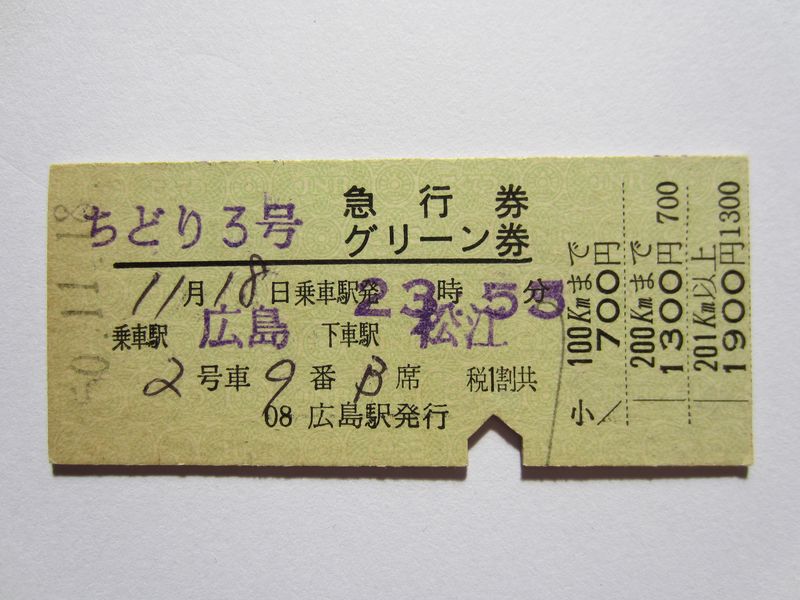 50.11.18
ちどり3号
急行券
グリーン券
11月18日乗車駅発23時55分
乗車駅 広島 下車駅 松江
2号車9番B席 税1割共
08 広島駅発行
100Kmまで 700円
小
200Kmまで 700
1300円
201Km以上 1300
1900円